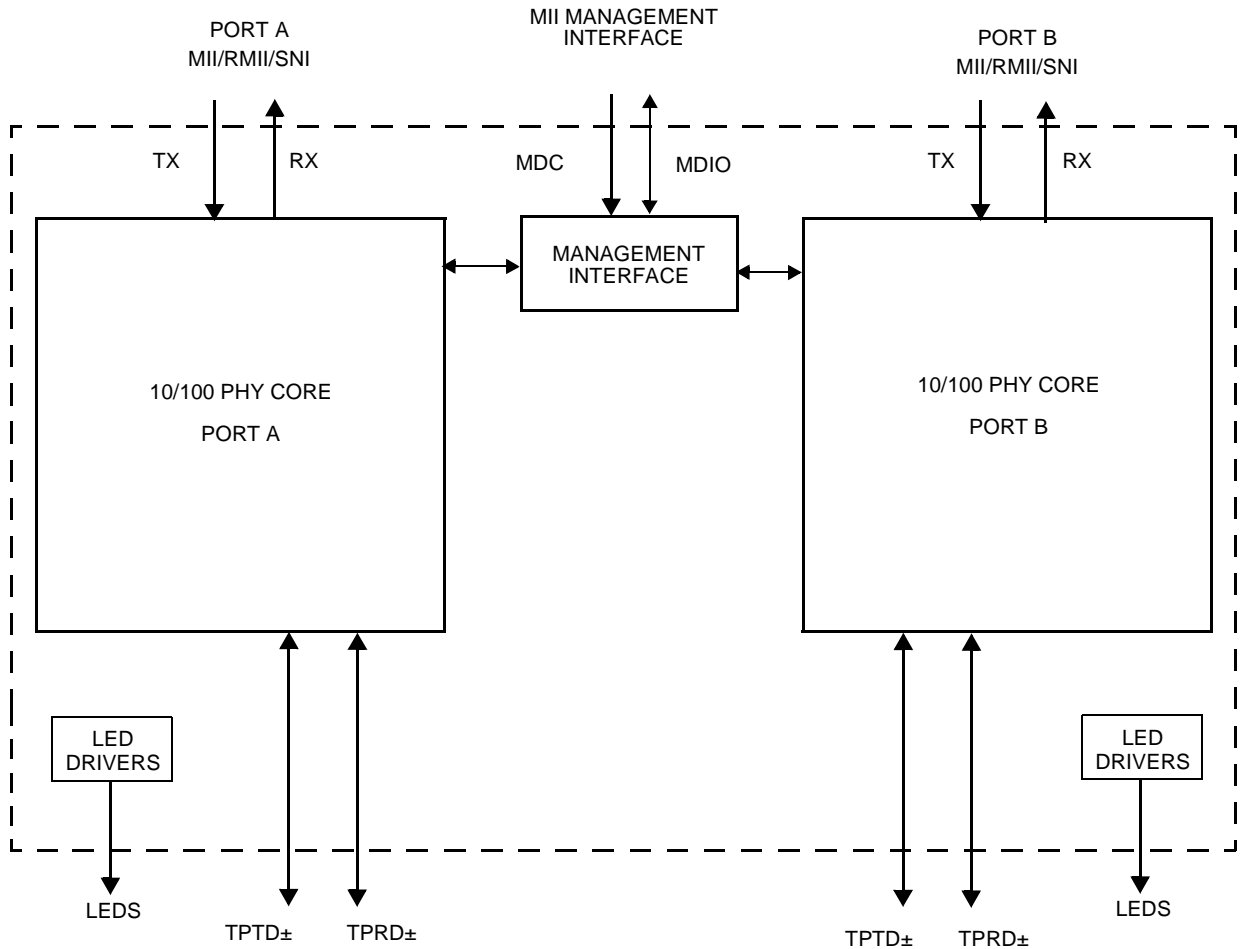 PORT A
MII/RMII/SNI
MII MANAGEMENT
INTERFACE
PORT B
MII/RMII/SNI
TX
RX
MDC
MDIO
TX
RX
MANAGEMENT
INTERFACE
10/100 PHY CORE
PORT A
10/100 PHY CORE
PORT B
LED
DRIVERS
LED
DRIVERS
LEDS
TPTD±
TPRD±
TPTD±
TPRD±
LEDS